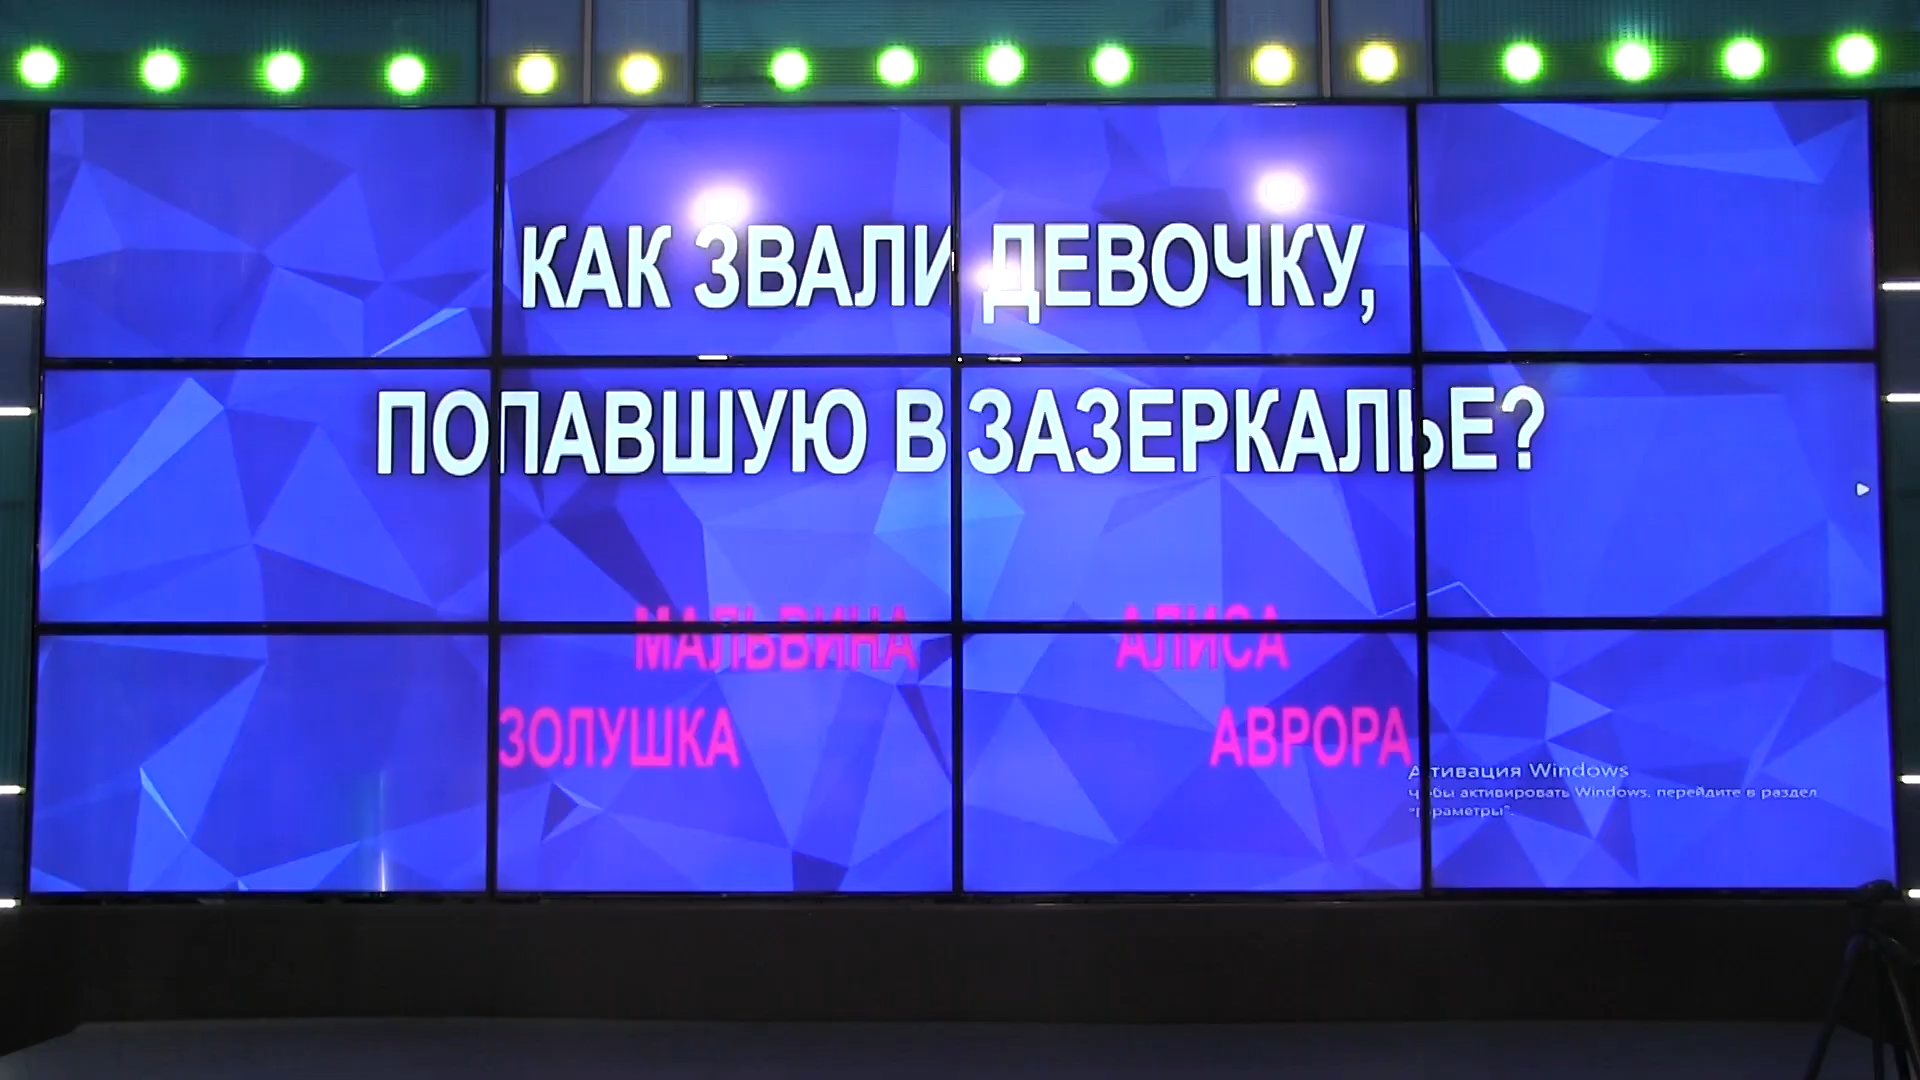 КАК ЗВАЛИ ДЕВОЧКУ,
ПОПАВШУЮ В ЗАЗЕРКАЛЬЕ?
МАЛЬВИНА АЛИСА
ЗОЛУШКА АВРОРА
Активация Windows
Чтобы активировать Windows, перейдите в раздел
"Параметры".